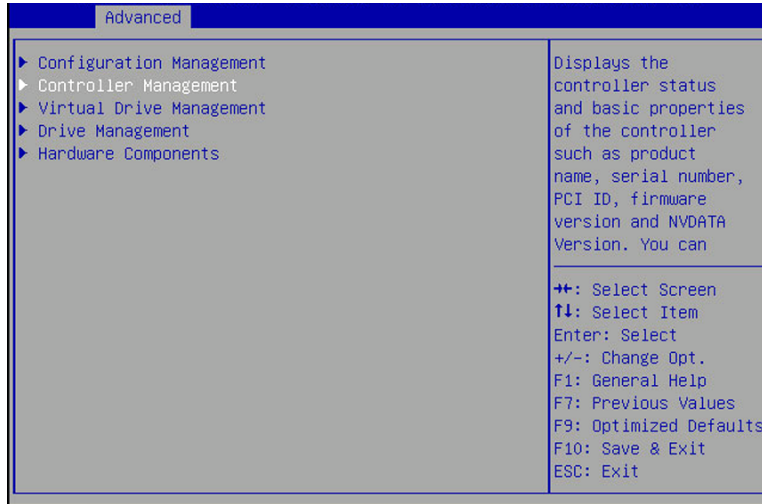 Advanced
Configuration Management
Controller Management
Virtual Drive Management
Drive Management
Hardware Components
Displays the
controller status
and basic properties
of the controller
such as product
name, serial number,
PCI ID, firmware
version and NVDATA
Version. You can
→←: Select Screen
↑↓: Select Item
Enter: Select
+/-: Change Opt.
F1: General Help
F7: Previous Values
F9: Optimized Defaults
F10: Save & Exit
ESC: Exit